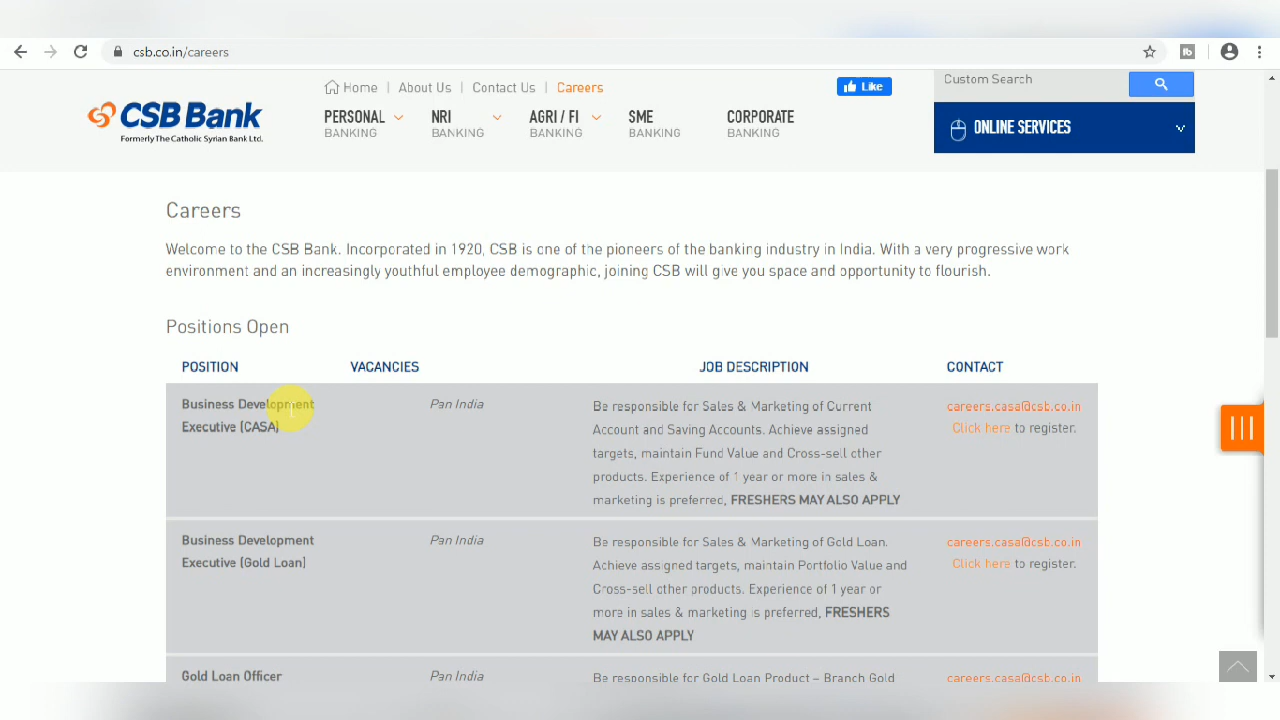 csb.co.in/careers
Home | About Us | Contact Us | Careers
Like
Custom Search
CSB Bank
Formerly The Catholic Syrian Bank Ltd.
PERSONAL
BANKING
NRI
BANKING
AGRI / FI
BANKING
SME
BANKING
CORPORATE
BANKING
ONLINE SERVICES
Careers
Welcome to the CSB Bank. Incorporated in 1920, CSB is one of the pioneers of the banking industry in India. With a very progressive work
environment and an increasingly youthful employee demographic, joining CSB will give you space and opportunity to flourish.
Positions Open
POSITION VACANCIES JOB DESCRIPTION CONTACT
Business Development
Executive (CASA)
Pan India
Be responsible for Sales & Marketing of Current
Account and Saving Accounts. Achieve assigned
targets, maintain Fund Value and Cross-sell other
products. Experience of 1 year or more in sales &
marketing is preferred, FRESHERS MAY ALSO APPLY
careers.casa@csb.co.in
Click here to register.
Business Development
Executive (Gold Loan)
Pan India
Be responsible for Sales & Marketing of Gold Loan.
Achieve assigned targets, maintain Portfolio Value and
Cross-sell other products. Experience of 1 year or
more in sales & marketing is preferred, FRESHERS
MAY ALSO APPLY
careers.casa@csb.co.in
Click here to register.
Gold Loan Officer
Pan India
Be responsible for Gold Loan Product – Branch Gold
careers.casa@csb.co.in